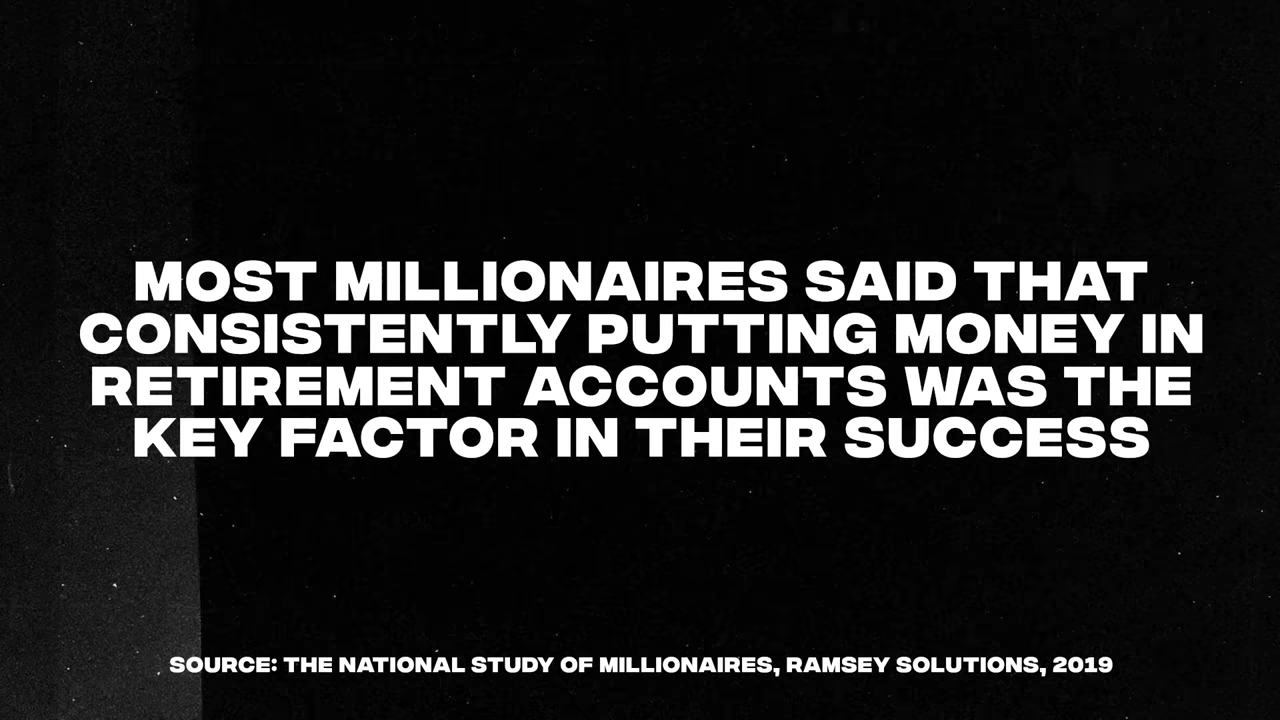 MOST MILLIONAIRES SAID THAT
CONSISTENTLY PUTTING MONEY IN
RETIREMENT ACCOUNTS WAS THE
KEY FACTOR IN THEIR SUCCESS
SOURCE: THE NATIONAL STUDY OF MILLIONAIRES, RAMSEY SOLUTIONS, 2019